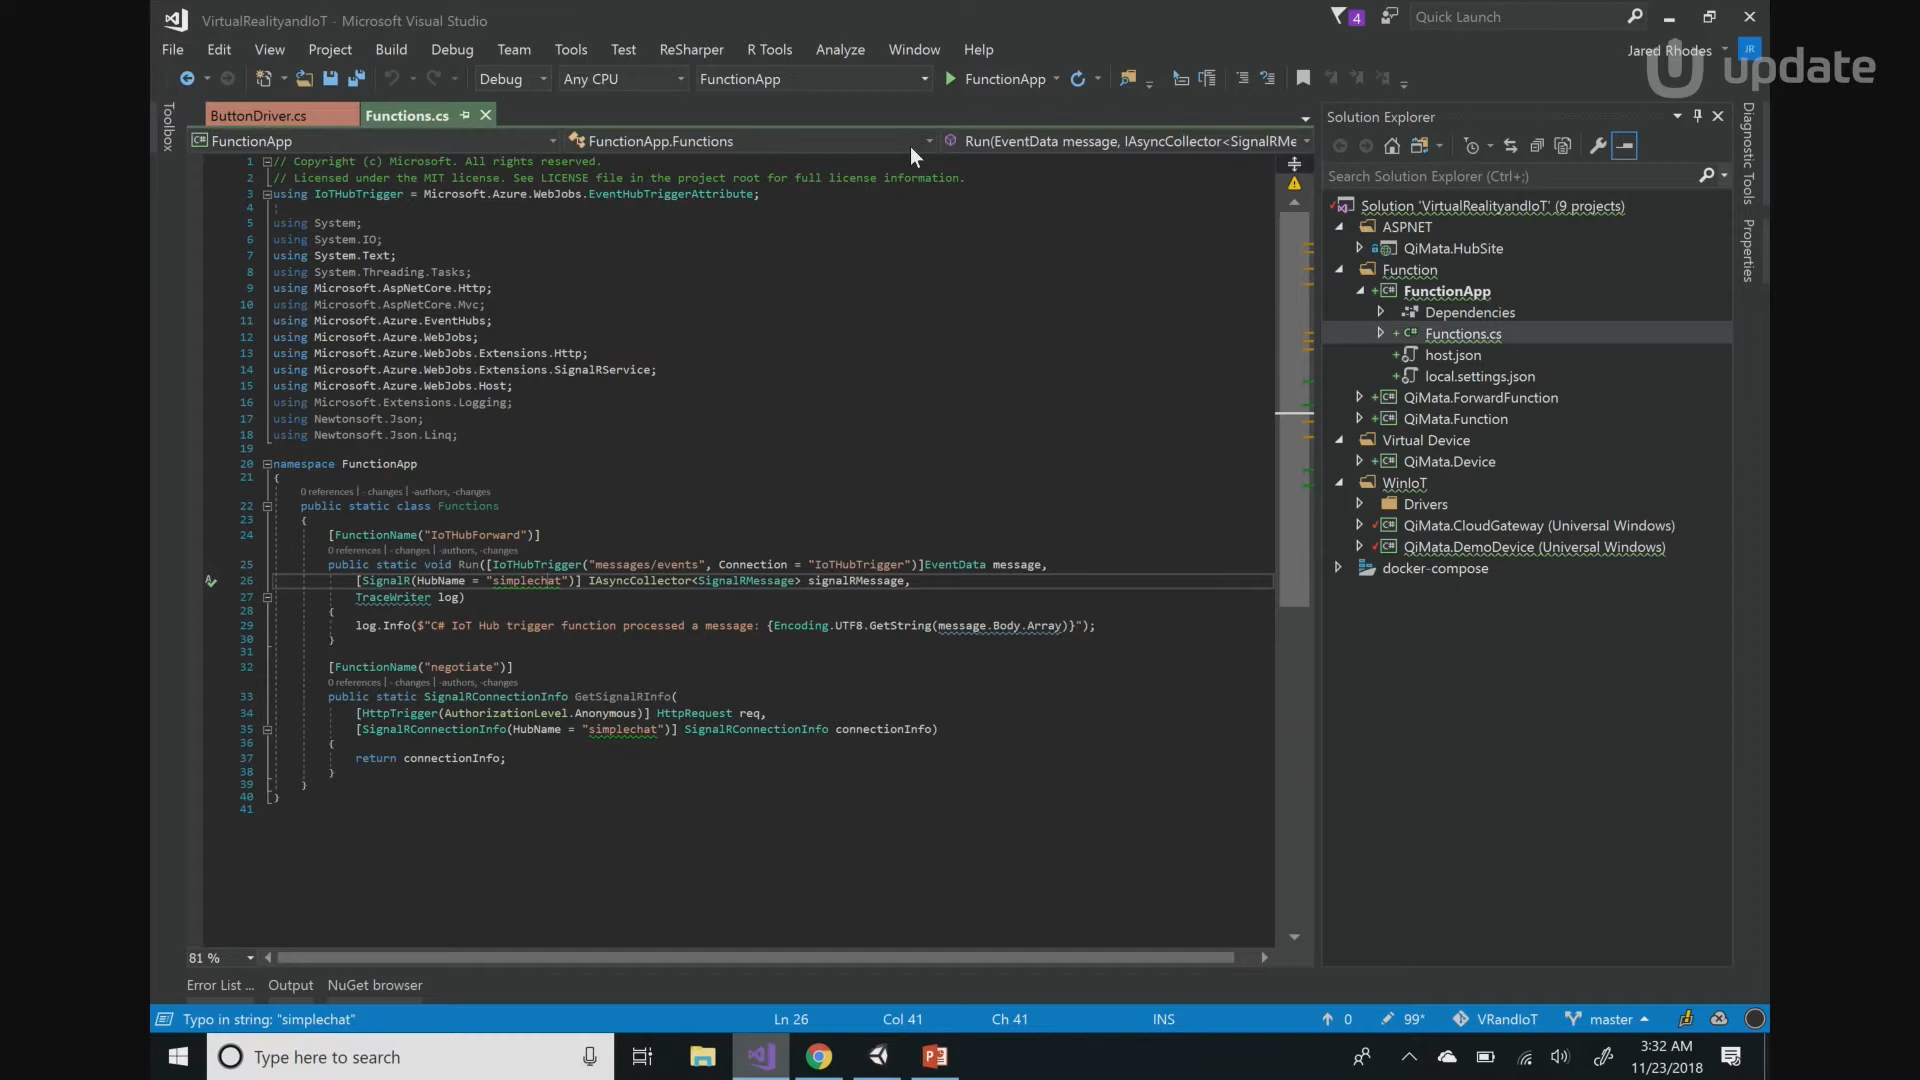 VirtualRealityandIoT - Microsoft Visual Studio
4
Quick Launch
File Edit View Project Build Debug Team Tools Test ReSharper R Tools Analyze Window Help
Jared Rhodes
JR
update
Debug
Any CPU
FunctionApp
FunctionApp
Toolbox
ButtonDriver.cs
Functions.cs
FunctionApp
FunctionApp.Functions
Run(EventData message, IAsyncCollector<SignalRMe
1 // Copyright (c) Microsoft. All rights reserved.
2 // Licensed under the MIT license. See LICENSE file in the project root for full license information.
3 using IoTHubTrigger = Microsoft.Azure.WebJobs.EventHubTriggerAttribute;
4
5 using System;
6 using System.IO;
7 using System.Text;
8 using System.Threading.Tasks;
9 using Microsoft.AspNetCore.Http;
10 using Microsoft.AspNetCore.Mvc;
11 using Microsoft.Azure.EventHubs;
12 using Microsoft.Azure.WebJobs;
13 using Microsoft.Azure.WebJobs.Extensions.Http;
14 using Microsoft.Azure.WebJobs.Extensions.SignalRService;
15 using Microsoft.Azure.WebJobs.Host;
16 using Microsoft.Extensions.Logging;
17 using Newtonsoft.Json;
18 using Newtonsoft.Json.Linq;
19
20 namespace FunctionApp
21 {
0 references | - changes | -authors, -changes
22 public static class Functions
23 {
24 [FunctionName("IoTHubForward")]
0 references | - changes | -authors, -changes
25 public static void Run([IoTHubTrigger("messages/events", Connection = "IoTHubTrigger")]EventData message,
26 [SignalR(HubName = "simplechat")] IAsyncCollector<SignalRMessage> signalRMessage,
27 TraceWriter log)
28 {
29 log.Info($"C# IoT Hub trigger function processed a message: {Encoding.UTF8.GetString(message.Body.Array)}");
30 }
31
32 [FunctionName("negotiate")]
0 references | - changes | -authors, -changes
33 public static SignalRConnectionInfo GetSignalRInfo(
34 [HttpTrigger(AuthorizationLevel.Anonymous)] HttpRequest req,
35 [SignalRConnectionInfo(HubName = "simplechat")] SignalRConnectionInfo connectionInfo)
36 {
37 return connectionInfo;
38 }
39 }
40 }
41
81 %
Error List ... Output NuGet browser
Solution Explorer
Search Solution Explorer (Ctrl+;)
Solution 'VirtualRealityandIoT' (9 projects)
ASPNET
QiMata.HubSite
Function
FunctionApp
Dependencies
Functions.cs
host.json
local.settings.json
QiMata.ForwardFunction
QiMata.Function
Virtual Device
QiMata.Device
WinIoT
Drivers
QiMata.CloudGateway (Universal Windows)
QiMata.DemoDevice (Universal Windows)
docker-compose
Diagnostic Tools
Properties
Typo in string: "simplechat"
Ln 26
Col 41
Ch 41
INS
0
99*
VRandIoT
master
Type here to search
3:32 AM
11/23/2018